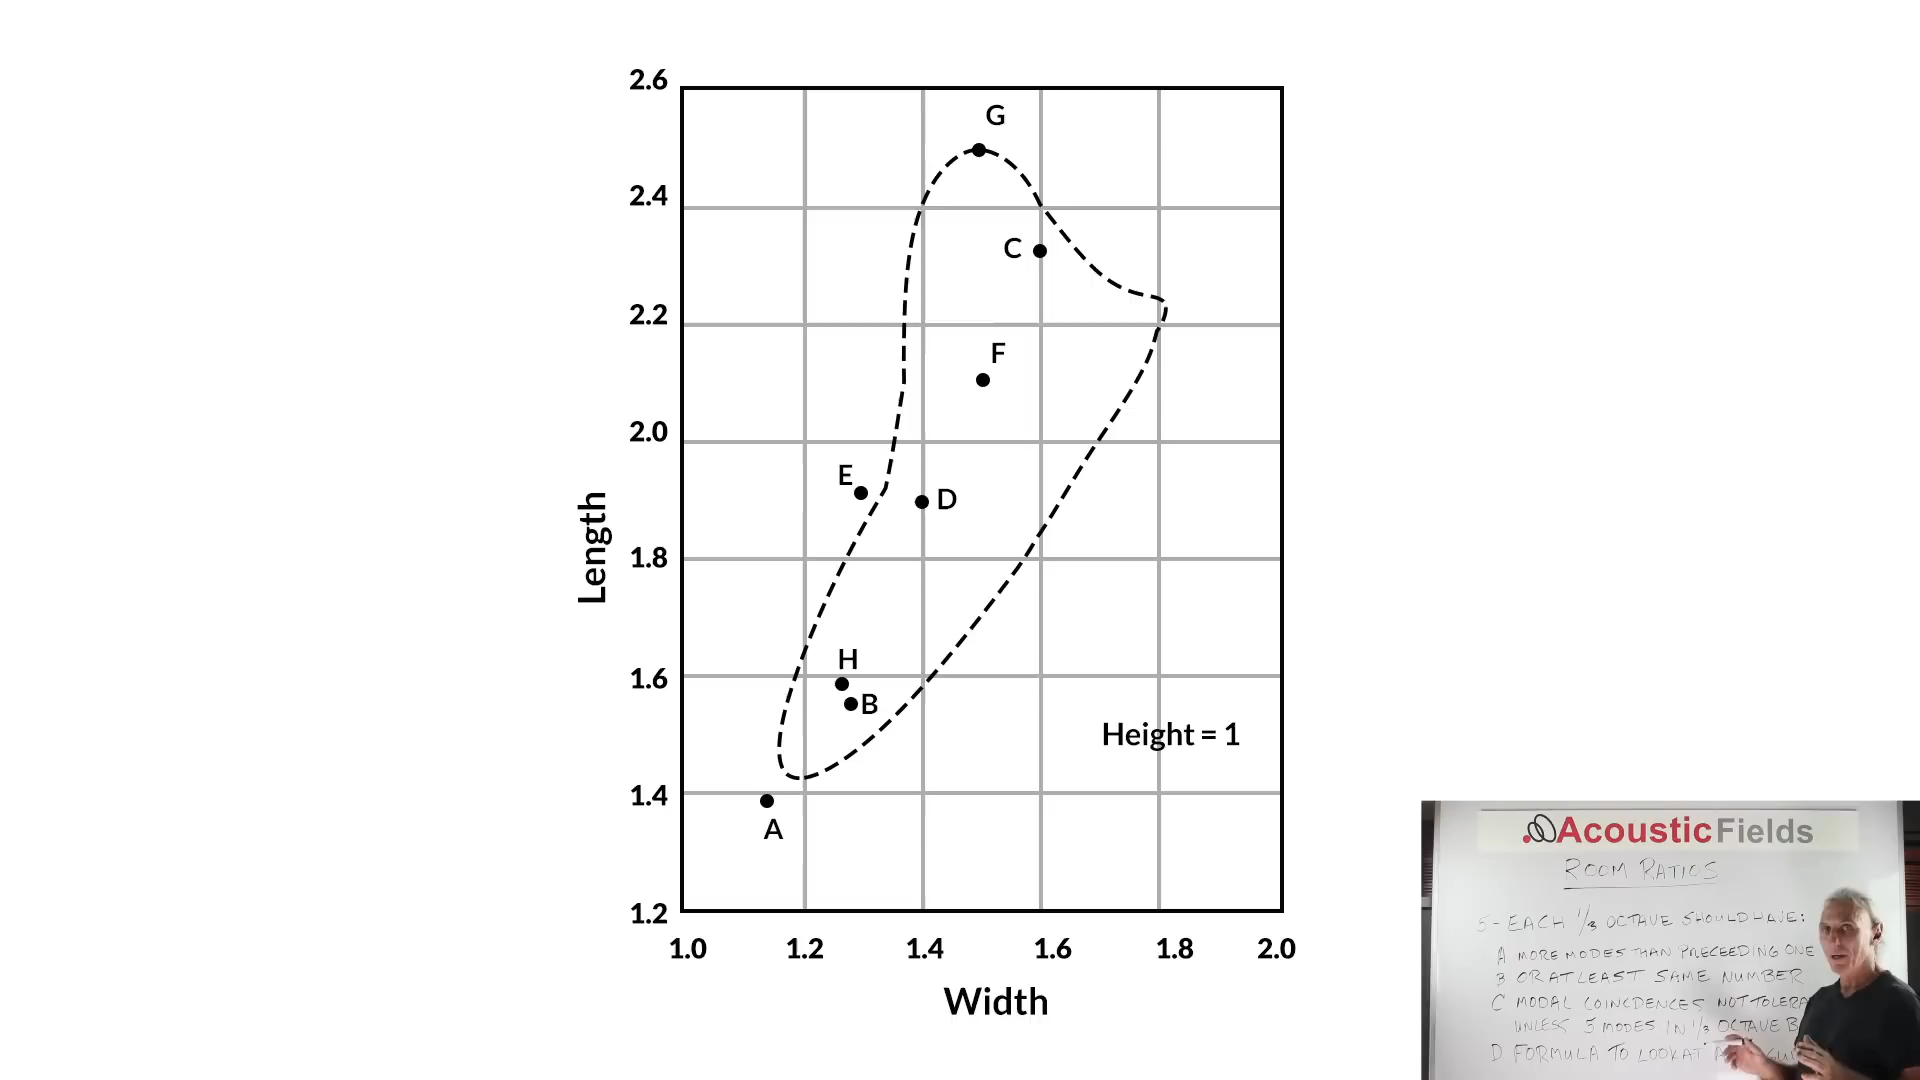 2.6
G
2.4
C
2.2
F
2.0
E
D
Length
1.8
H
1.6
B
Height = 1
1.4
A
1.2
1.0 1.2 1.4 1.6 1.8 2.0
Width
AcousticFields
ROOM RATIOS
5- EACH 1/3 OCTAVE SHOULD HAVE:
A MORE MODES THAN PRECEEDING ONE
B OR AT LEAST SAME NUMBER
C MODAL COINCDENCES NOT TOLERA
UNLESS 5 MODES IN 1/3 OCTAVE B
D FORMULA TO LOOK AT